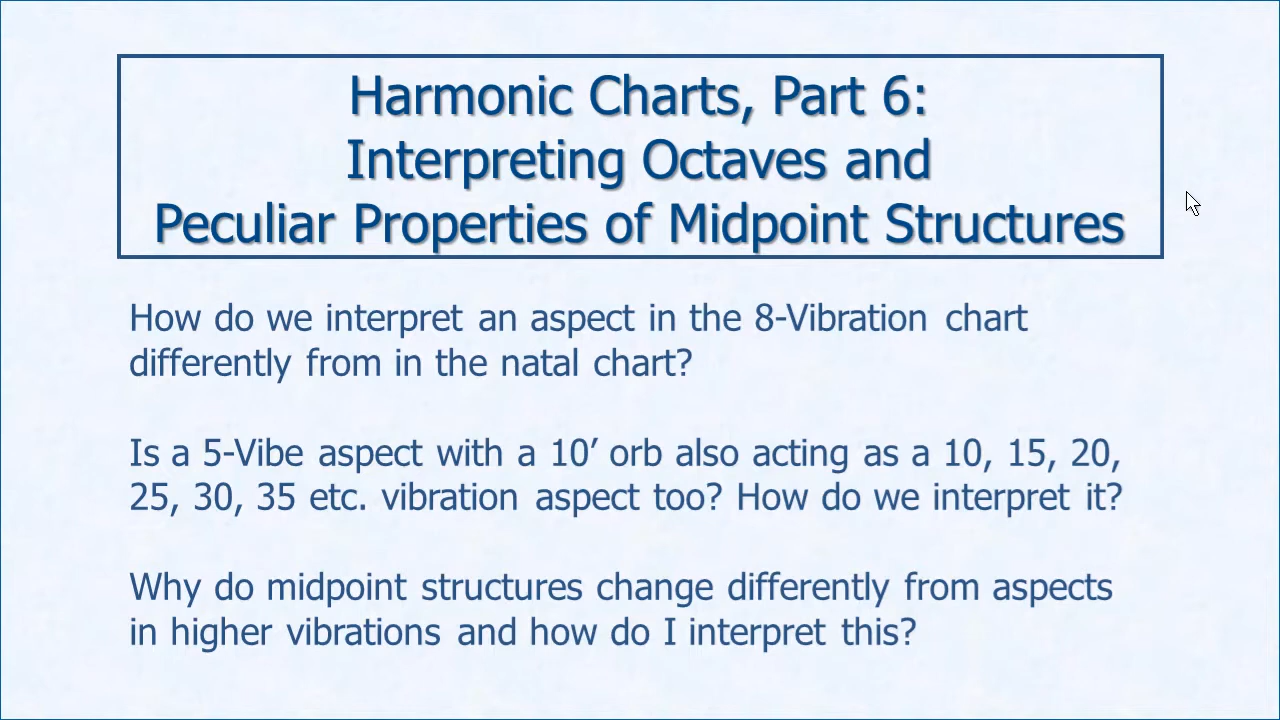 Harmonic Charts, Part 6:
Interpreting Octaves and
Peculiar Properties of Midpoint Structures
How do we interpret an aspect in the 8-Vibration chart
differently from in the natal chart?
Is a 5-Vibe aspect with a 10’ orb also acting as a 10, 15, 20,
25, 30, 35 etc. vibration aspect too? How do we interpret it?
Why do midpoint structures change differently from aspects
in higher vibrations and how do I interpret this?